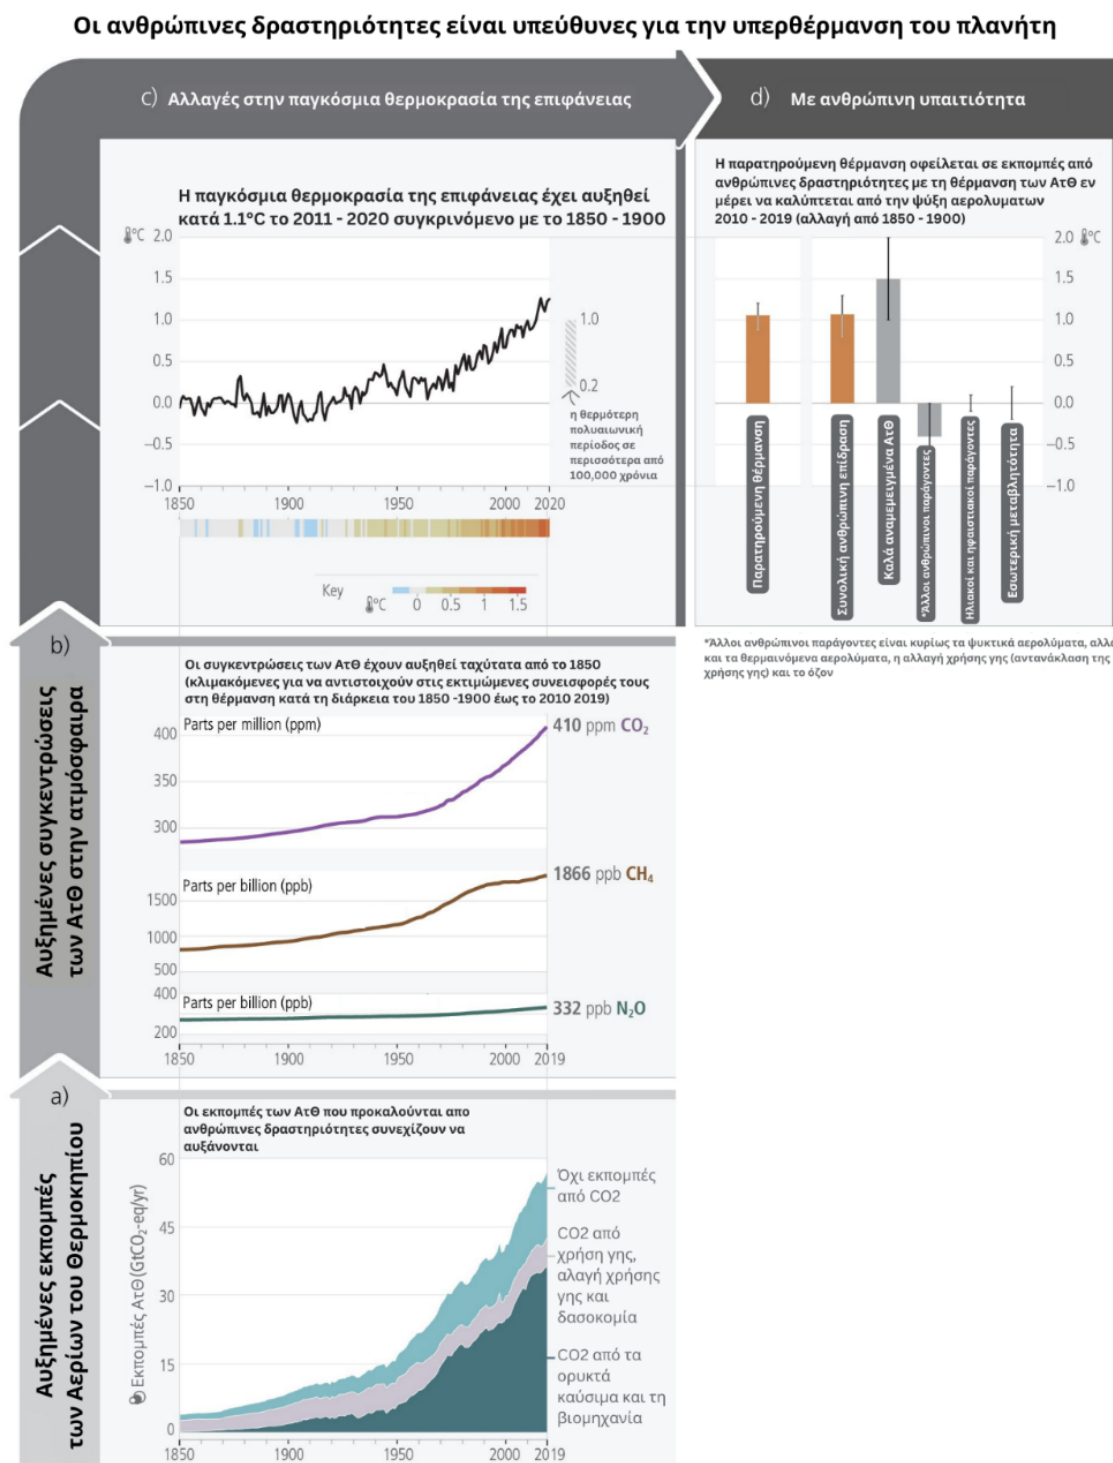 Οι ανθρώπινες δραστηριότητες είναι υπεύθυνες για την υπερθέρμανση του πλανήτη
c) Αλλαγές στην παγκόσμια θερμοκρασία της επιφάνειας
Η παγκόσμια θερμοκρασία της επιφάνειας έχει αυξηθεί
κατά 1.1°C το 2011 - 2020 συγκρινόμενο με το 1850 - 1900
°C
2.0
1.5
1.0
0.5
0.0
−0.5
−1.0
1850
1900
1950
2000
2020
1.0
0.2
η θερμότερη
πολυαιωνική
περίοδος σε
περισσότερα από
100,000 χρόνια
Key
°C
0
0.5
1
1.5
d) Με ανθρώπινη υπαιτιότητα
Η παρατηρούμενη θέρμανση οφείλεται σε εκπομπές από
ανθρώπινες δραστηριότητες με τη θέρμανση των ΑτΘ εν
μέρει να καλύπτεται από την ψύξη αερολυματων
2010 - 2019 (αλλαγή από 1850 - 1900)
2.0 °C
1.5
1.0
0.5
0.0
−0.5
−1.0
Παρατηρούμενη θέρμανση
Συνολική ανθρώπινη επίδραση
Καλά αναμεμειγμένα ΑτΘ
*Άλλοι ανθρώπινοι παράγοντες
Ηλιακοί και ηφαιστιακοί παράγοντες
Εσωτερική μεταβλητότητα
*Άλλοι ανθρώπινοι παράγοντες είναι κυρίως τα ψυκτικά αερολύματα, αλλά
και τα θερμαινόμενα αερολύματα, η αλλαγή χρήσης γης (αντανάκλαση της
χρήσης γης) και το όζον
b)
Αυξημένες συγκεντρώσεις
των ΑτΘ στην ατμόσφαιρα
Οι συγκεντρώσεις των ΑτΘ έχουν αυξηθεί ταχύτατα από το 1850
(κλιμακόμενες για να αντιστοιχούν στις εκτιμώμενες συνεισφορές τους
στη θέρμανση κατά τη διάρκεια του 1850 -1900 έως το 2010 2019)
Parts per million (ppm)
400
350
300
410 ppm CO₂
Parts per billion (ppb)
1500
1000
500
1866 ppb CH₄
Parts per billion (ppb)
400
200
332 ppb N₂O
1850
1900
1950
2000
2019
a)
Αυξημένες εκπομπές
των Αερίων του Θερμοκηπίου
Οι εκπομπές των ΑτΘ που προκαλούνται απο
ανθρώπινες δραστηριότητες συνεχίζουν να
αυξάνονται
Εκπομπές ΑτΘ (GtCO₂-eq/yr)
60
45
30
15
0
1850
1900
1950
2000
2019
Όχι εκπομπές
από CO2
CO2 από
χρήση γης,
αλαγή χρήσης
γης και
δασοκομία
CO2 από τα
ορυκτά
καύσιμα και τη
βιομηχανία